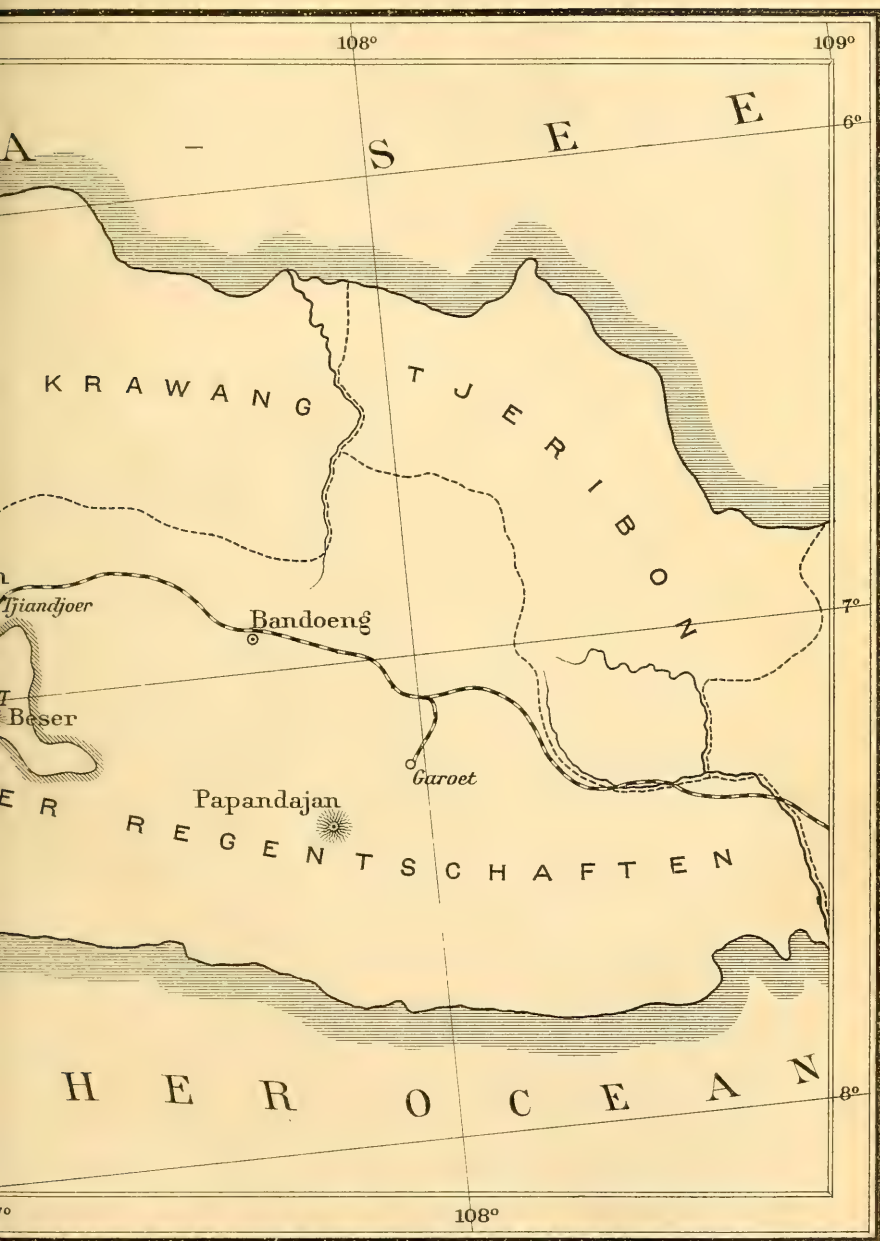 108°
109°
A - S E E
6°
KRAWANG
TJERIBON
Tjiandjoer
Bandoeng
7°
Beser
Garoet
Papandajan
ER REGENTSCHAFTEN
HER OCEAN
8°
108°